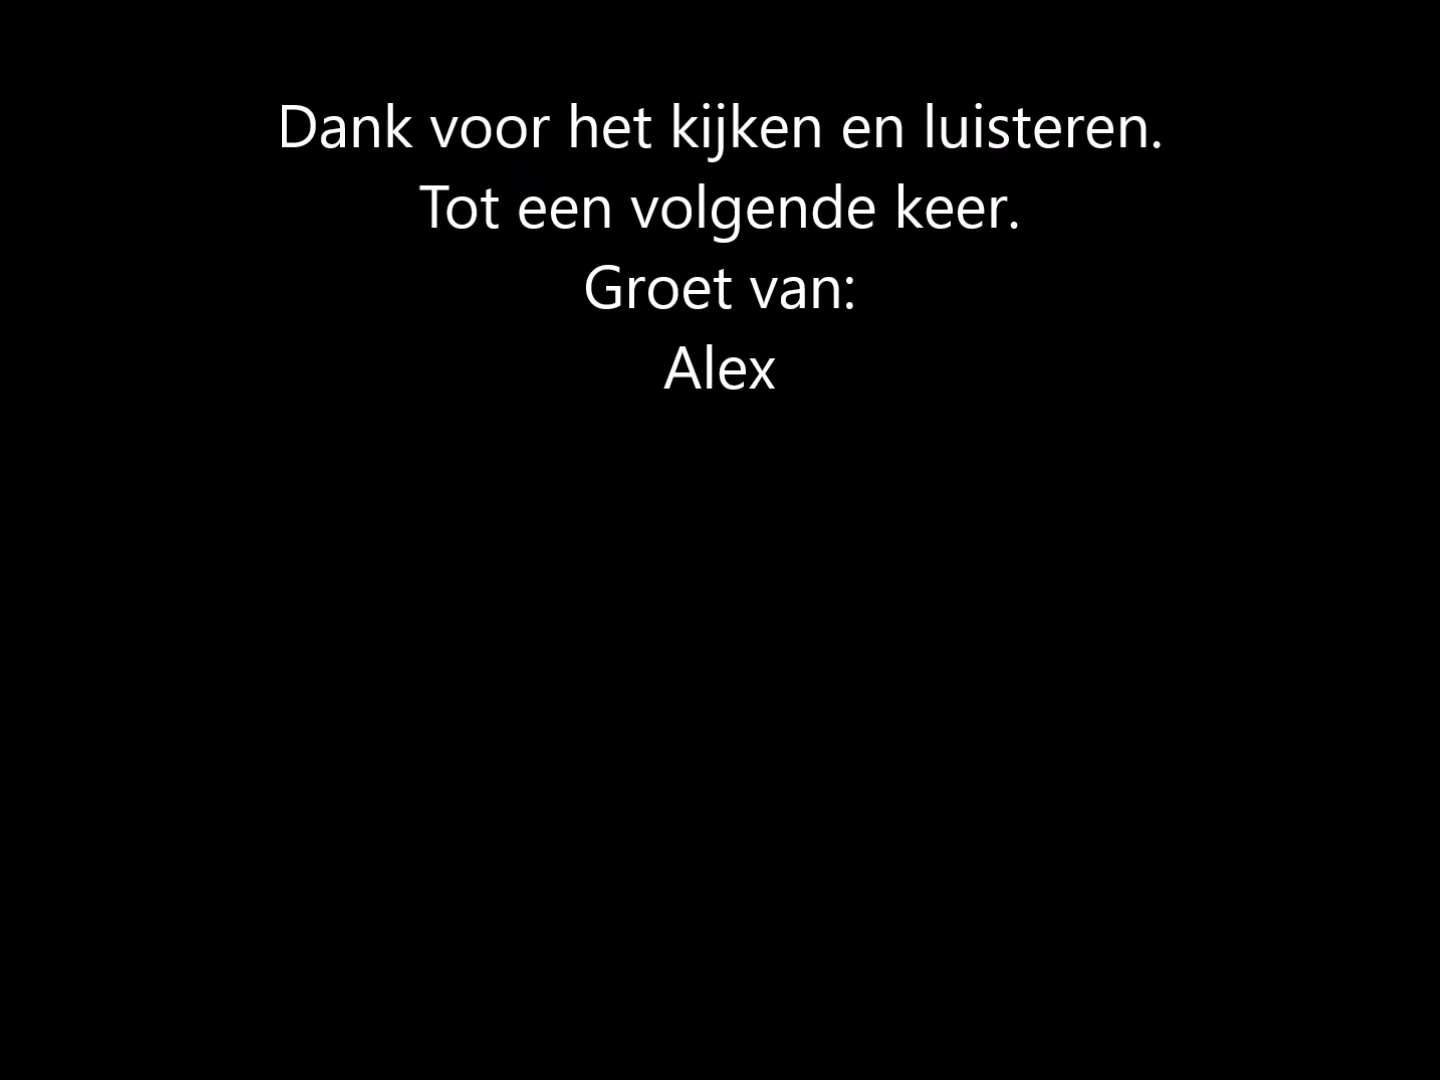 Dank voor het kijken en luisteren.
Tot een volgende keer.
Groet van:
Alex